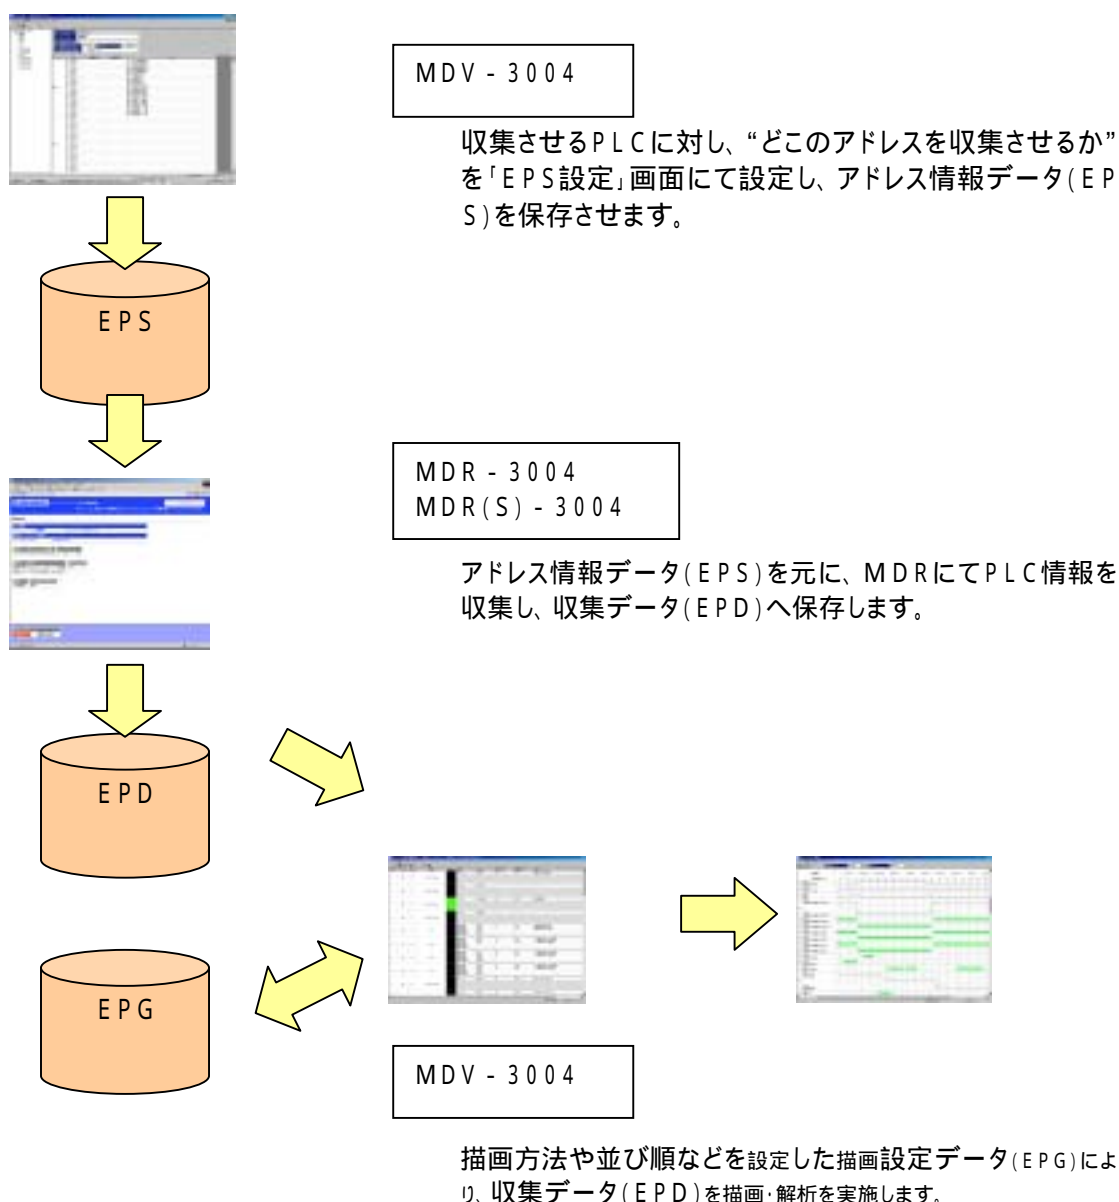 MDV-3004
収集させるPLCに対し、“どこのアドレスを収集させるか”
を「EPS設定」画面にて設定し、アドレス情報データ(EP
S)を保存させます。
EPS
MDR-3004
MDR(S)-3004
アドレス情報データ(EPS)を元に、MDRにてPLC情報を
収集し、収集データ(EPD)へ保存します。
EPD
EPG
MDV-3004
描画方法や並び順などを設定した描画設定データ(EPG)によ
り、収集データ(EPD)を描画・解析を実施します。